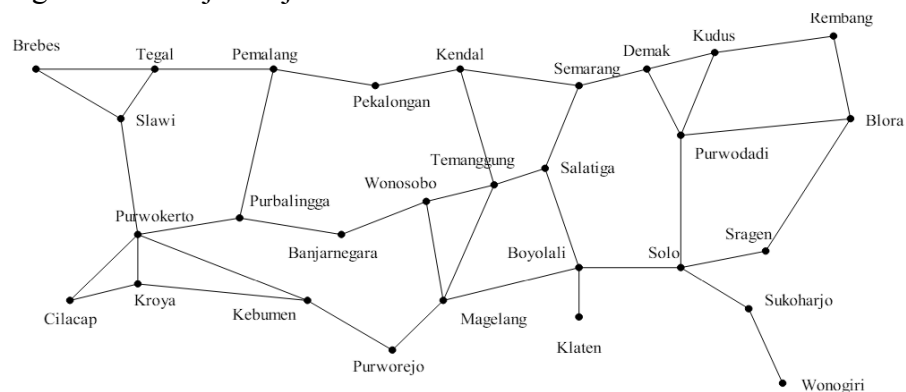 Rembang
Kudus
Brebes
Tegal
Pemalang
Kendal
Demak
Semarang
Pekalongan
Slawi
Blora
Purwodadi
Temanggung
Salatiga
Wonosobo
Purbalingga
Purwokerto
Sragen
Banjarnegara
Boyolali
Solo
Kroya
Sukoharjo
Cilacap
Kebumen
Magelang
Klaten
Purworejo
Wonogiri